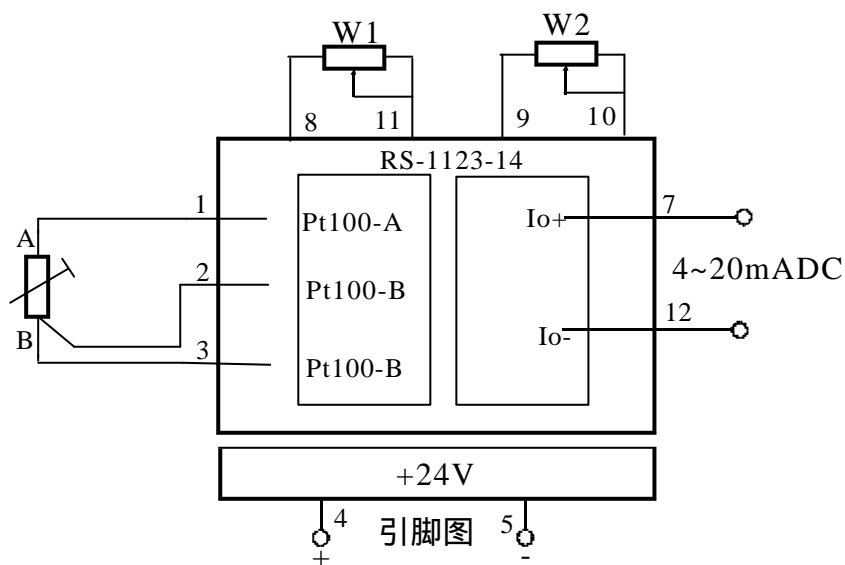 W1 W2
8 11 9 10
RS-1123-14
1 Pt100-A Io+ 7
A
4~20mADC
2 Pt100-B
12
B
Io-
3 Pt100-B
+24V
4 引脚图 5
+ -